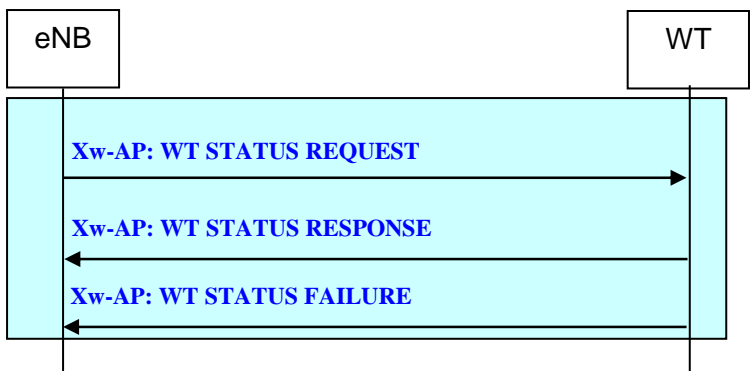 eNB
WT
Xw-AP: WT STATUS REQUEST
Xw-AP: WT STATUS RESPONSE
Xw-AP: WT STATUS FAILURE